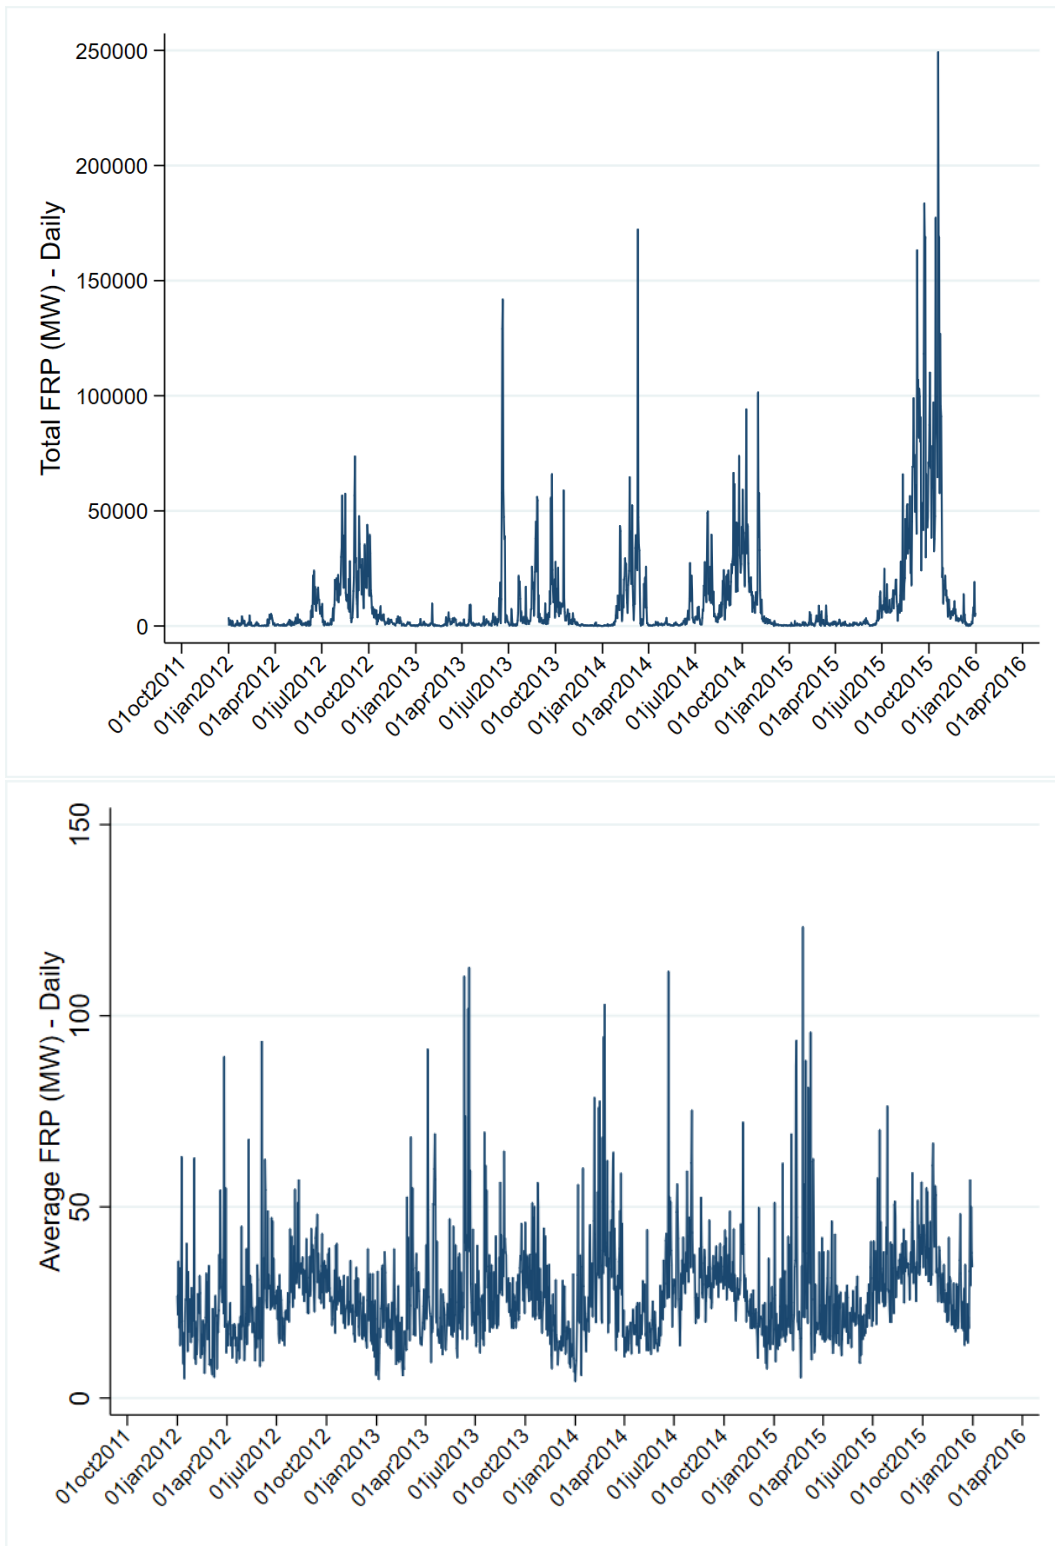 Total FRP (MW) - Daily
250000
200000
150000
100000
50000
0
01oct2011
01jan2012
01apr2012
01jul2012
01oct2012
01jan2013
01apr2013
01jul2013
01oct2013
01jan2014
01apr2014
01jul2014
01oct2014
01jan2015
01apr2015
01jul2015
01oct2015
01jan2016
01apr2016
Average FRP (MW) - Daily
150
100
50
0
01oct2011
01jan2012
01apr2012
01jul2012
01oct2012
01jan2013
01apr2013
01jul2013
01oct2013
01jan2014
01apr2014
01jul2014
01oct2014
01jan2015
01apr2015
01jul2015
01oct2015
01jan2016
01apr2016